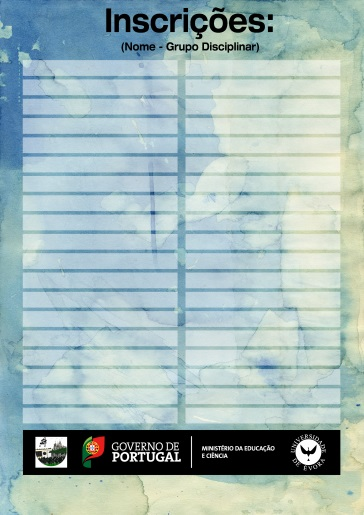 Inscrições:
(Nome - Grupo Disciplinar)
GOVERNO DE
PORTUGAL
MINISTÉRIO DA EDUCAÇÃO
E CIÊNCIA
UNIVERSIDADE
DE ÉVORA